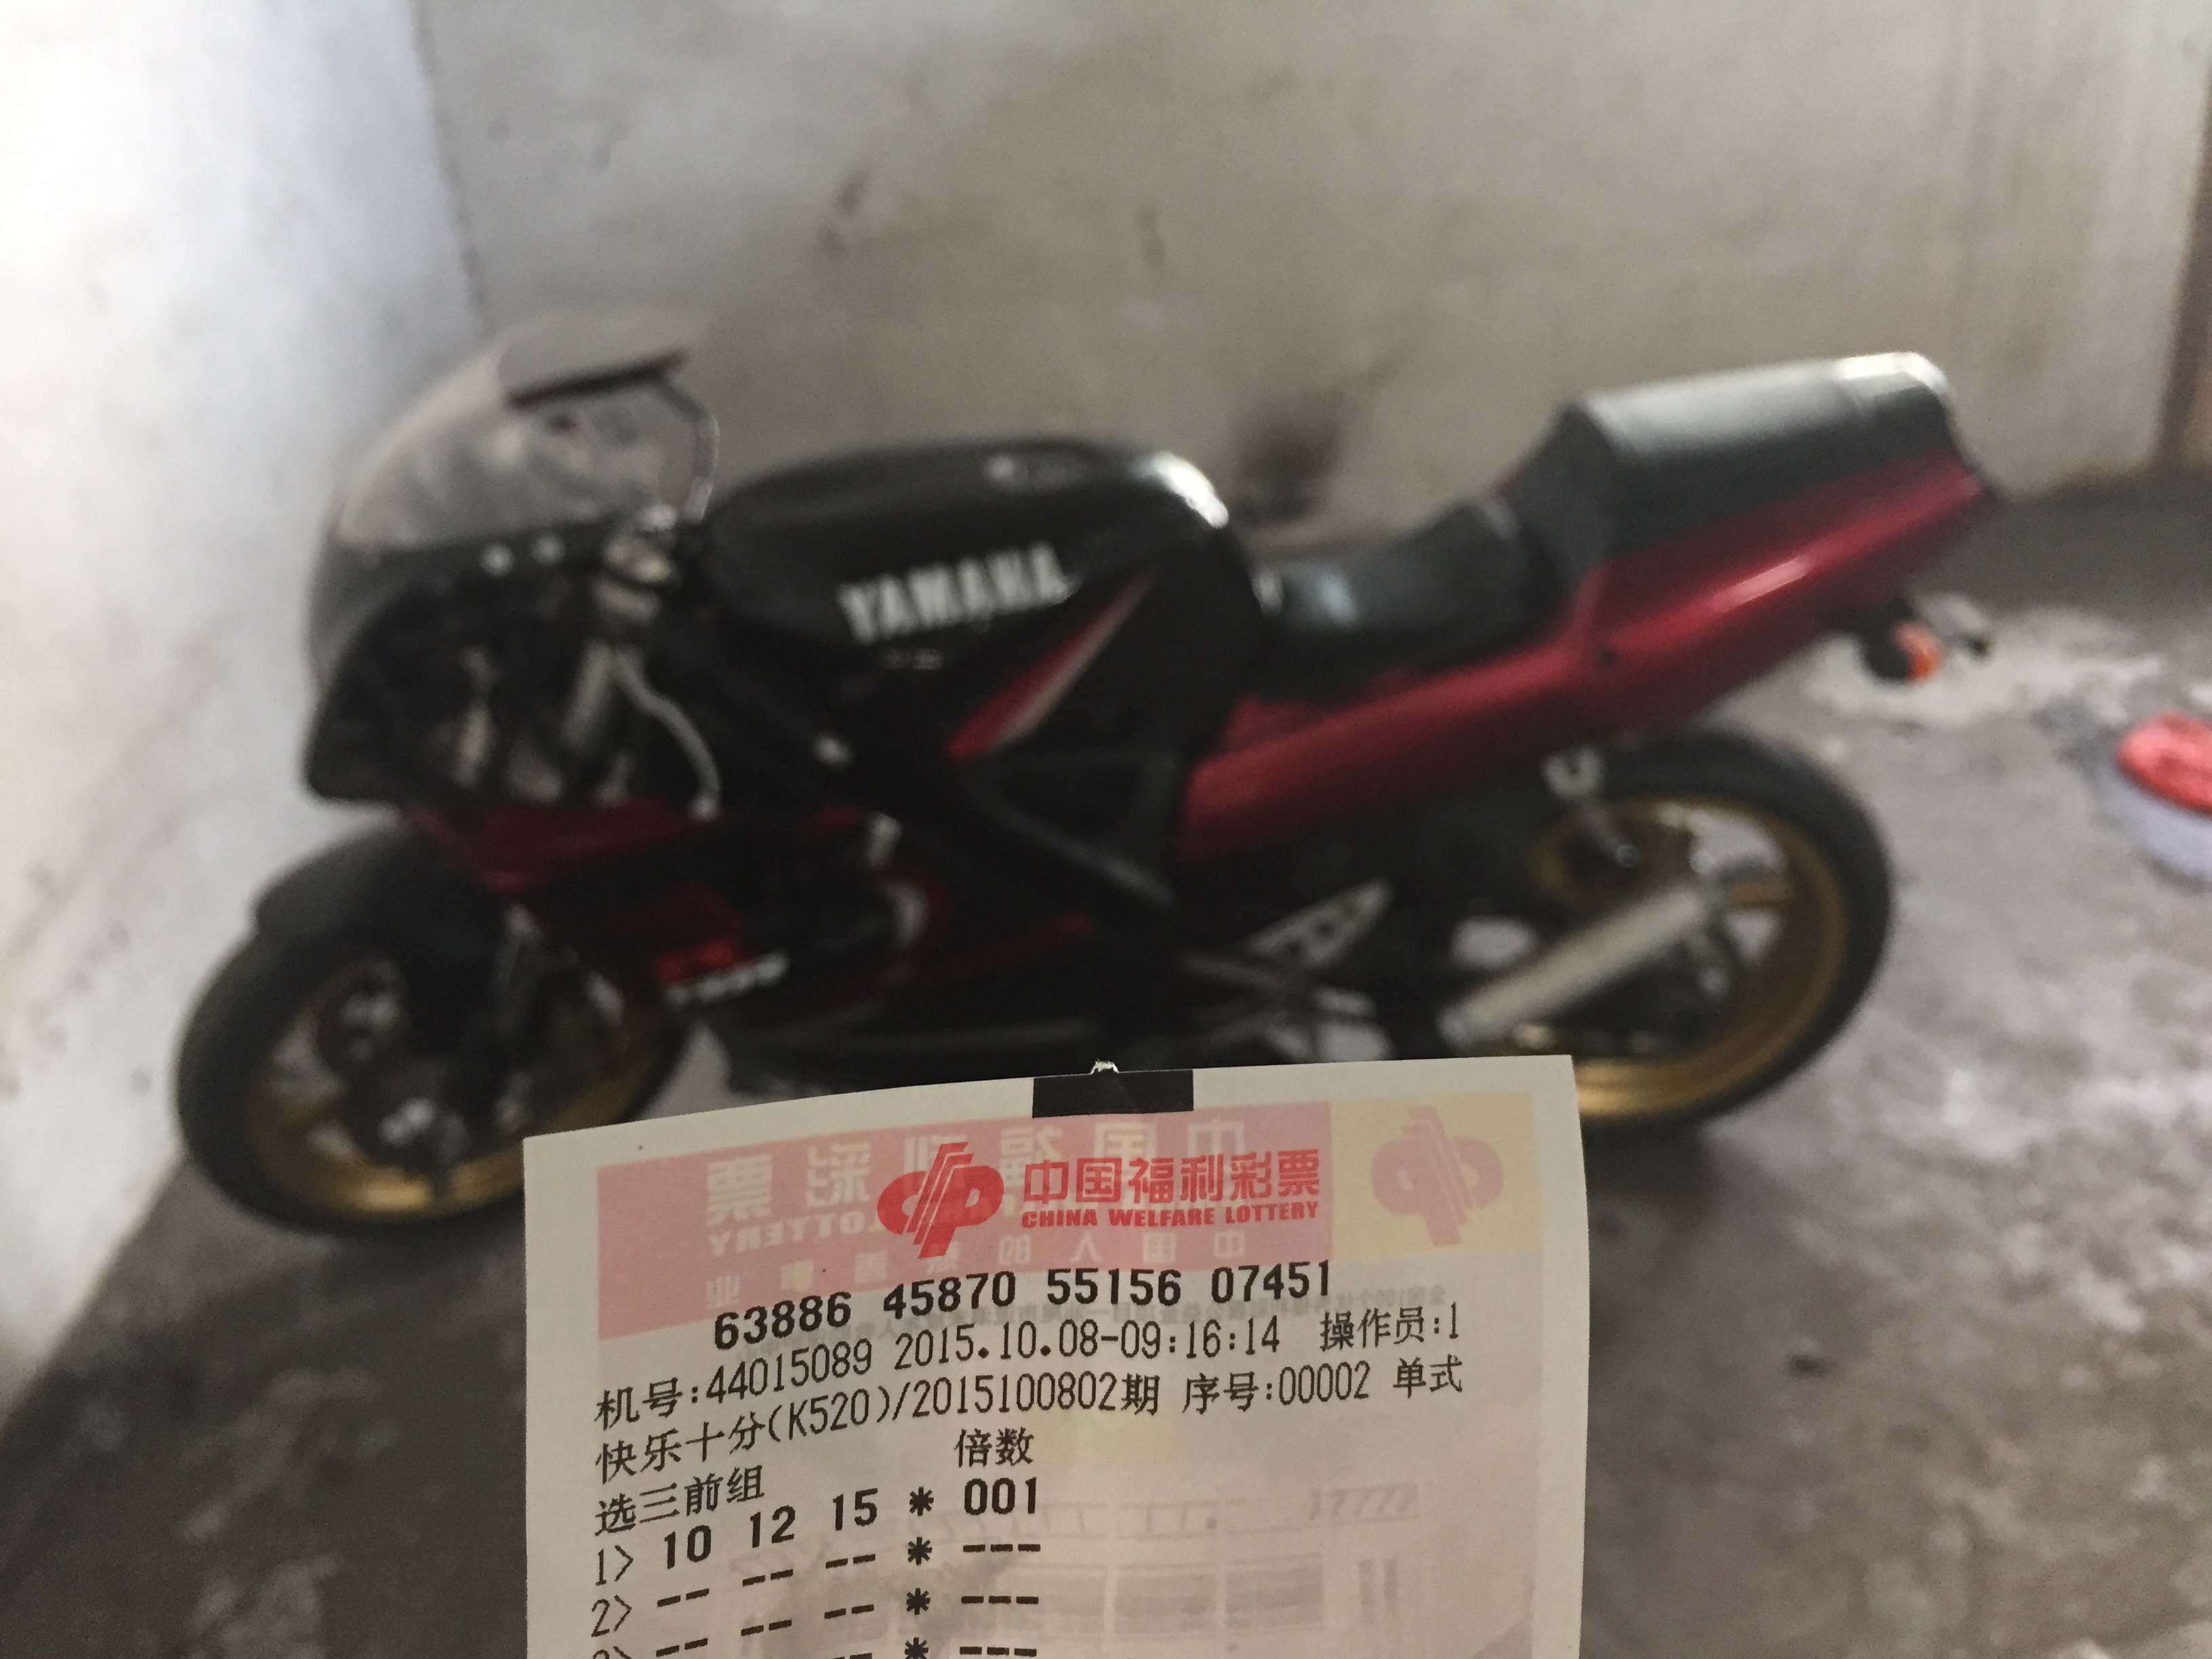 YAMAHA
中国福利彩票
CHINA WELFARE LOTTERY
63886 45870 55156 07451
机号:44015089 2015.10.08-09:16:14 操作员:1
快乐十分(K520)/2015100802期 序号:00002 单式
选三前组 倍数
1> 10 12 15 * 001
2> -- -- -- * ---
-- -- -- * ---
* ---